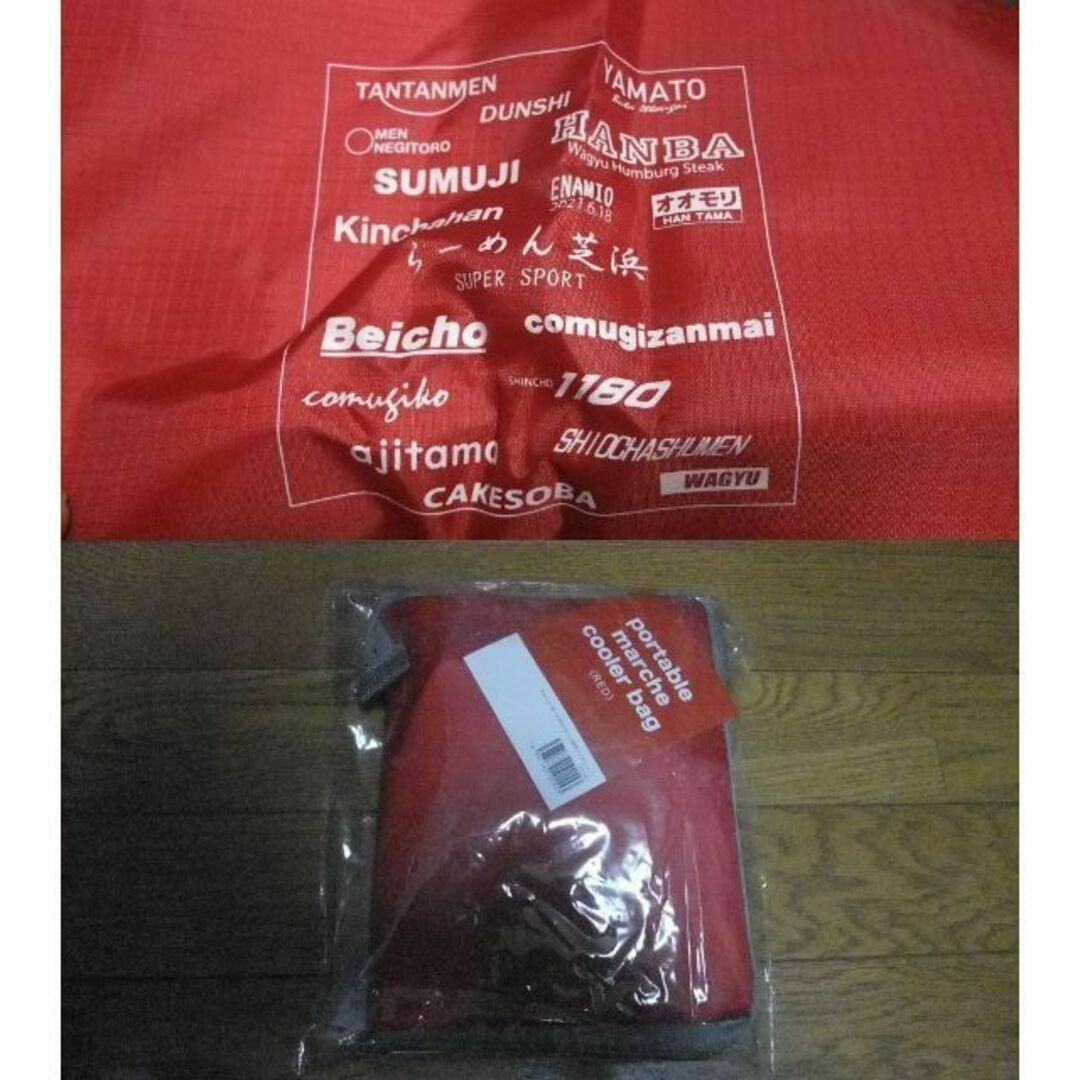 TANTANMEN
YAMATO
DUNSHI
MEN
NEGITORO
HANBA
Wagyu Humburg Steak
SUMUJI
ENAMIO
2021.6.18
オオモリ
HAN TAMA
Kinchahan
らーめん芝浜
SUPER SPORT
Beicho
comugizanmai
comugiko
SHINCHO 1180
ajitama
SHIOCHASHUMEN
CAKESOBA
WAGYU
portable
marche
cooler bag
(RED)